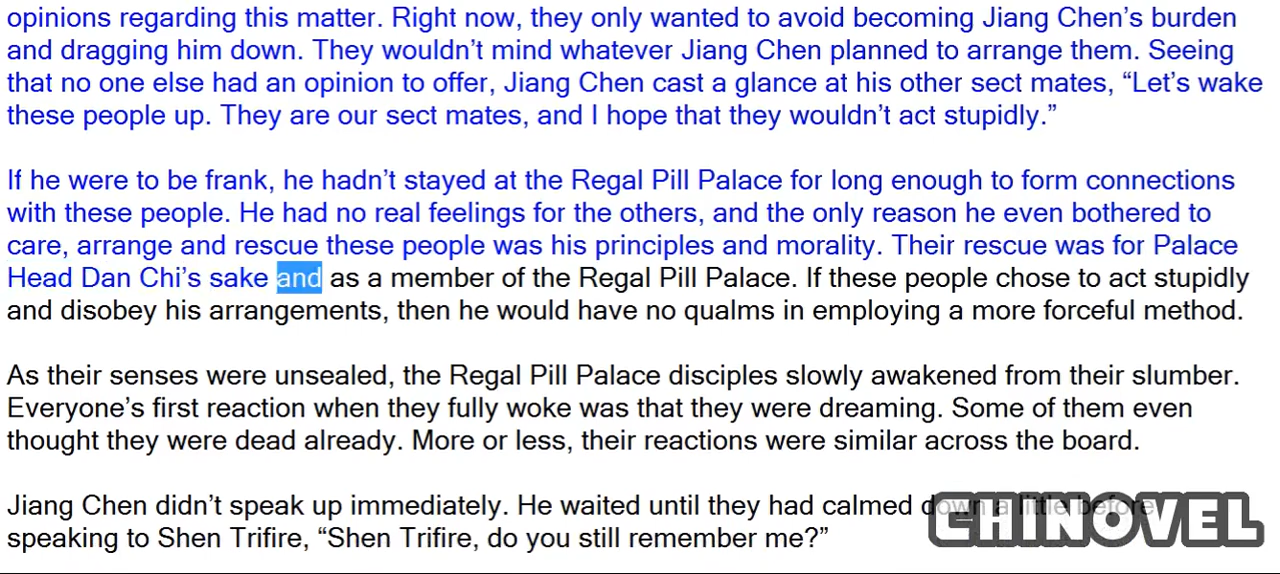 opinions regarding this matter. Right now, they only wanted to avoid becoming Jiang Chen’s burden
and dragging him down. They wouldn’t mind whatever Jiang Chen planned to arrange them. Seeing
that no one else had an opinion to offer, Jiang Chen cast a glance at his other sect mates, “Let’s wake
these people up. They are our sect mates, and I hope that they wouldn’t act stupidly.”
If he were to be frank, he hadn’t stayed at the Regal Pill Palace for long enough to form connections
with these people. He had no real feelings for the others, and the only reason he even bothered to
care, arrange and rescue these people was his principles and morality. Their rescue was for Palace
Head Dan Chi’s sake and as a member of the Regal Pill Palace. If these people chose to act stupidly
and disobey his arrangements, then he would have no qualms in employing a more forceful method.
As their senses were unsealed, the Regal Pill Palace disciples slowly awakened from their slumber.
Everyone’s first reaction when they fully woke was that they were dreaming. Some of them even
thought they were dead already. More or less, their reactions were similar across the board.
Jiang Chen didn’t speak up immediately. He waited until they had calmed down a little before
speaking to Shen Trifire, “Shen Trifire, do you still remember me?”
CHINOVEL